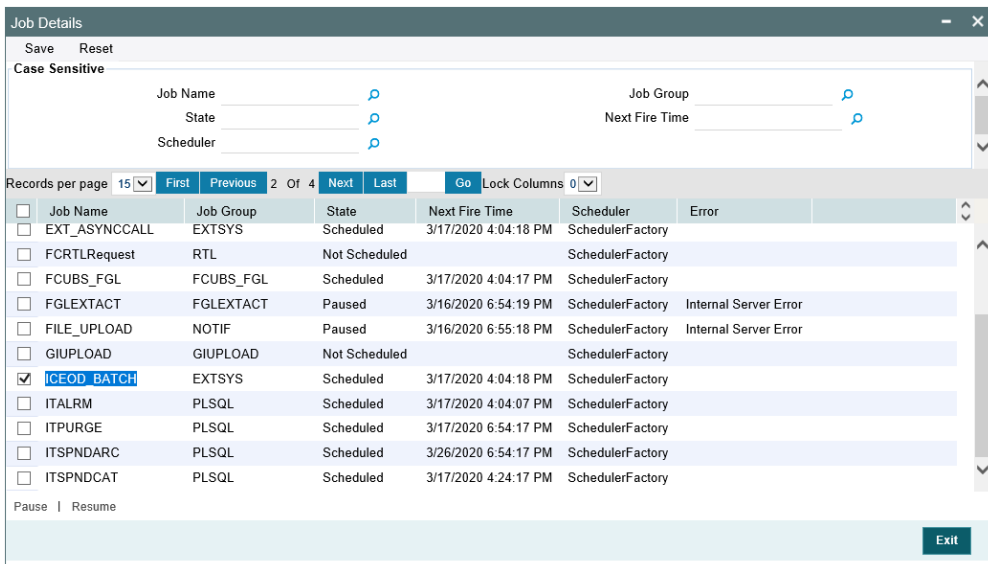 Job Details
Save Reset
Case Sensitive
Job Name Job Group
State Next Fire Time
Scheduler
Records per page 15 First Previous 2 Of 4 Next Last Go Lock Columns 0
Job Name Job Group State Next Fire Time Scheduler Error
EXT_ASYNCCALL EXTSYS Scheduled 3/17/2020 4:04:18 PM SchedulerFactory
FCRTLRequest RTL Not Scheduled SchedulerFactory
FCUBS_FGL FCUBS_FGL Scheduled 3/17/2020 4:04:17 PM SchedulerFactory
FGLEXTACT FGLEXTACT Paused 3/16/2020 6:54:19 PM SchedulerFactory Internal Server Error
FILE_UPLOAD NOTIF Paused 3/16/2020 6:55:18 PM SchedulerFactory Internal Server Error
GIUPLOAD GIUPLOAD Not Scheduled SchedulerFactory
ICEOD_BATCH EXTSYS Scheduled 3/17/2020 4:04:18 PM SchedulerFactory
ITALRM PLSQL Scheduled 3/17/2020 4:04:07 PM SchedulerFactory
ITPURGE PLSQL Scheduled 3/17/2020 6:54:17 PM SchedulerFactory
ITSPNDARC PLSQL Scheduled 3/26/2020 6:54:17 PM SchedulerFactory
ITSPNDCAT PLSQL Scheduled 3/17/2020 4:24:17 PM SchedulerFactory
Pause | Resume
Exit